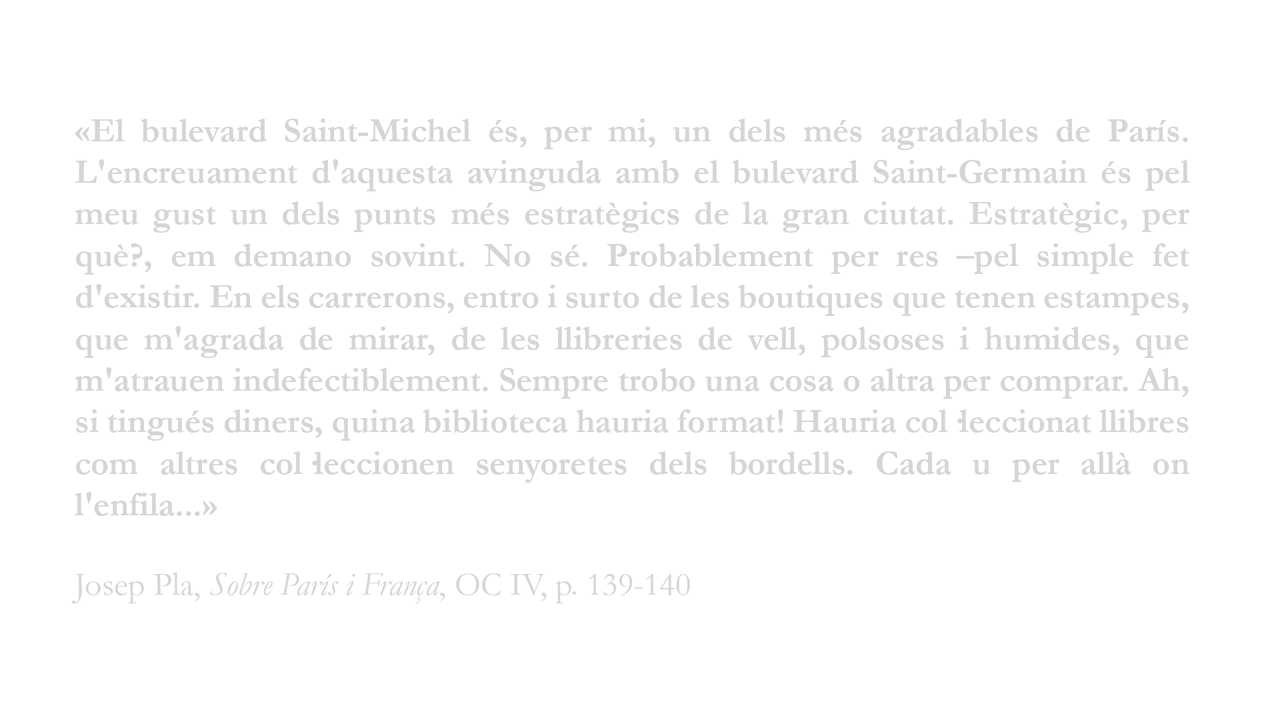 «El bulevard Saint-Michel és, per mi, un dels més agradables de París.
L'encreuament d'aquesta avinguda amb el bulevard Saint-Germain és pel
meu gust un dels punts més estratègics de la gran ciutat. Estratègic, per
què?, em demano sovint. No sé. Probablement per res –pel simple fet
d'existir. En els carrerons, entro i surto de les boutiques que tenen estampes,
que m'agrada de mirar, de les llibreries de vell, polsoses i humides, que
m'atrauen indefectiblement. Sempre trobo una cosa o altra per comprar. Ah,
si tingués diners, quina biblioteca hauria format! Hauria col·leccionat llibres
com altres col·leccionen senyoretes dels bordells. Cada u per allà on
l'enfila...»
Josep Pla, Sobre París i França, OC IV, p. 139-140